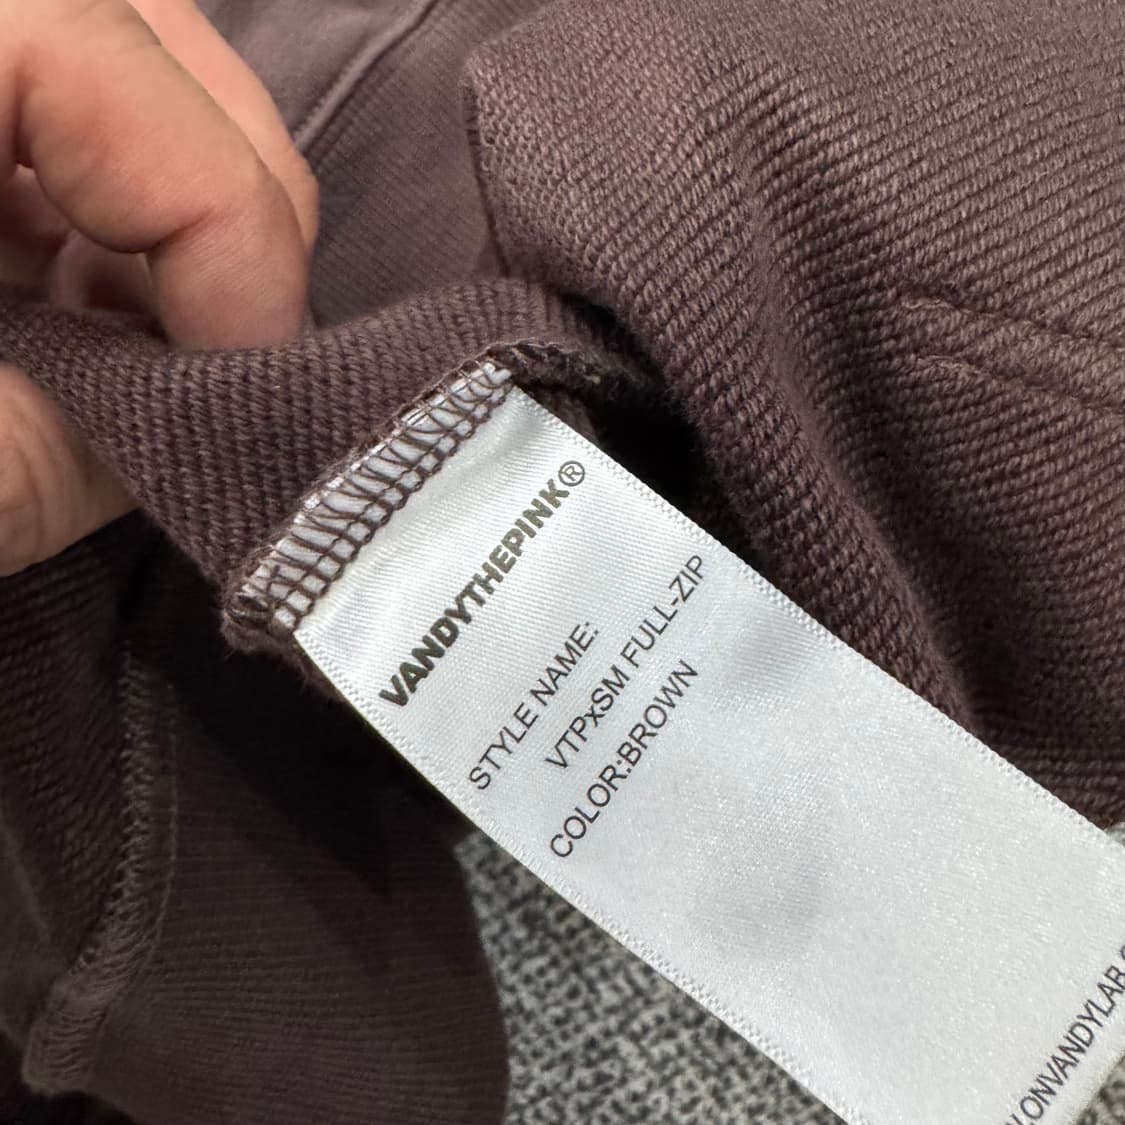 VANDYTHEPINK®
STYLE NAME:
VTPxSM FULL-ZIP
COLOR:BROWN